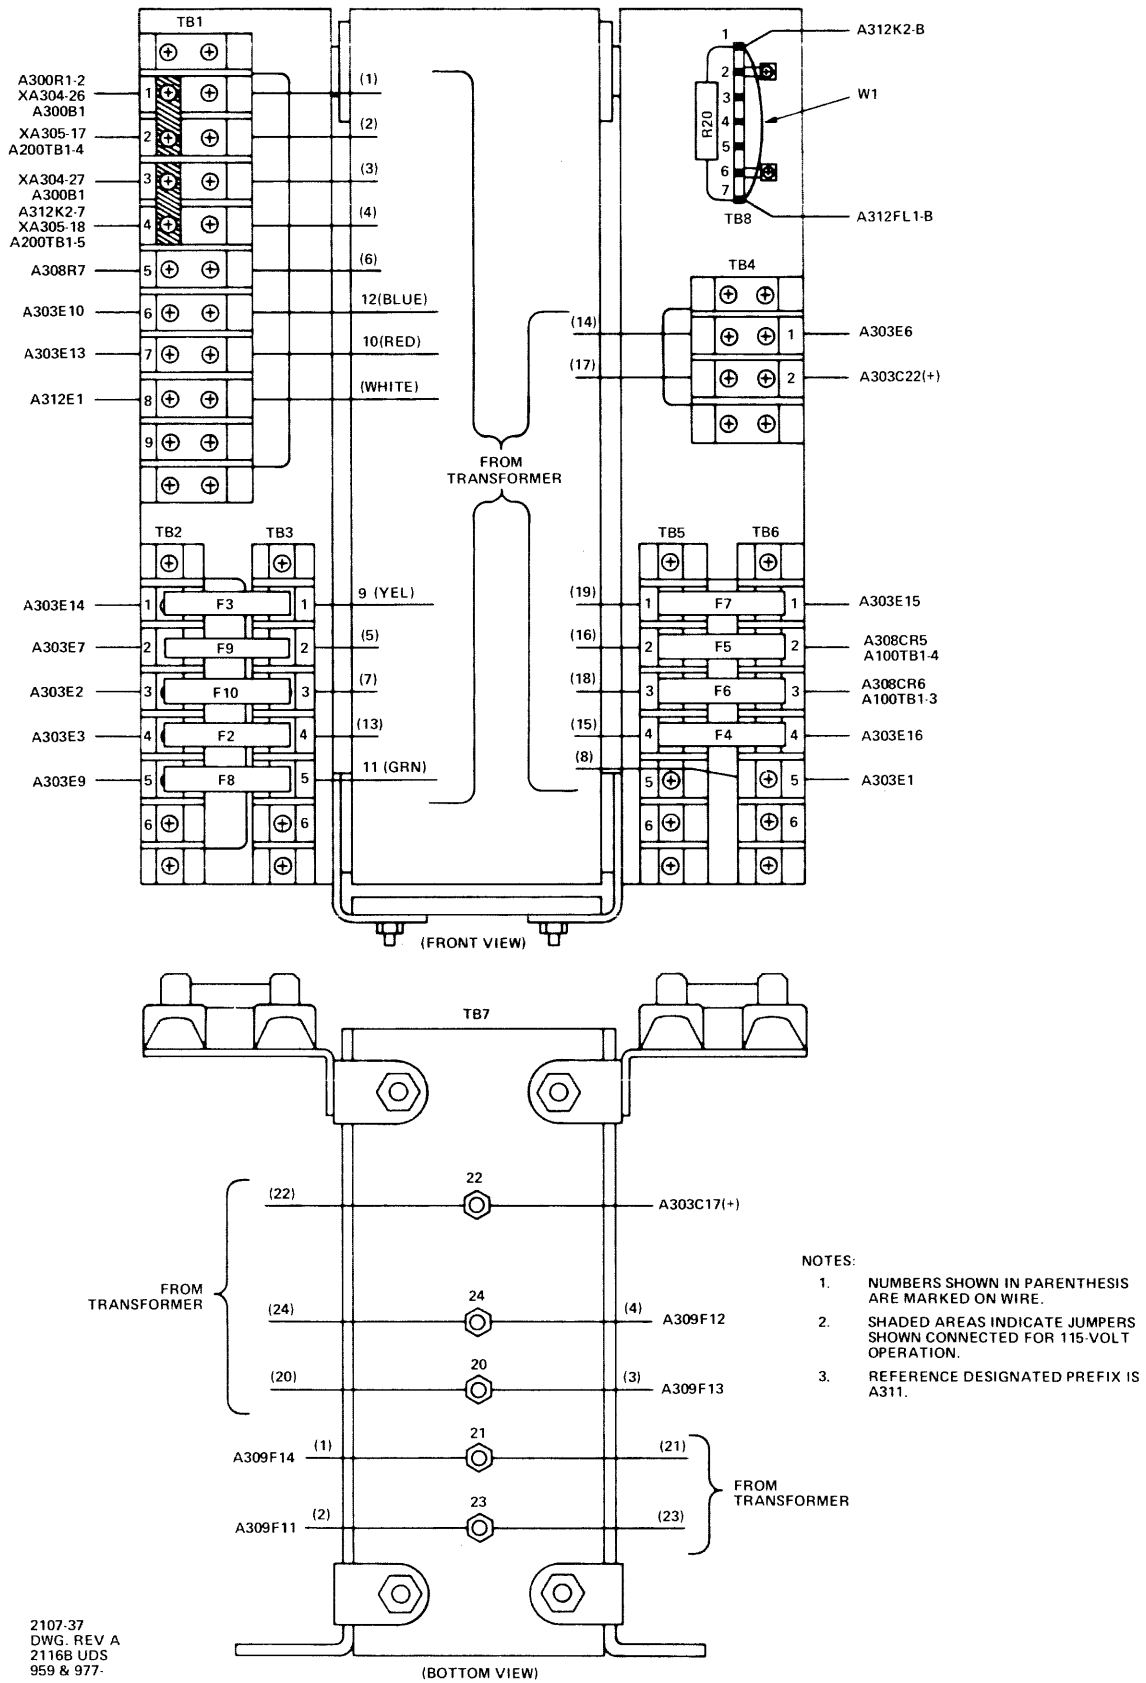 TB1
A300R1-2
XA304-26
A300B1
1
(1)
XA305-17
A200TB1-4
2
(2)
XA304-27
A300B1
3
(3)
A312K2-7
XA305-18
A200TB1-5
4
(4)
A308R7
5
(6)
A303E10
6
12(BLUE)
A303E13
7
10(RED)
A312E1
8
(WHITE)
9
1
2
3
4
5
6
7
R20
TB8
A312K2-B
W1
A312FL1-B
TB4
(14)
1
A303E6
(17)
2
A303C22(+)
FROM
TRANSFORMER
TB2
TB3
A303E14
1
F3
1
9 (YEL)
A303E7
2
F9
2
(5)
A303E2
3
F10
3
(7)
A303E3
4
F2
4
(13)
A303E9
5
F8
5
11 (GRN)
6
6
TB5
TB6
(19)
1
F7
1
A303E15
(16)
2
F5
2
A308CR5
A100TB1-4
(18)
3
F6
3
A308CR6
A100TB1-3
(15)
4
F4
4
A303E16
(8)
5
5
A303E1
6
6
(FRONT VIEW)
TB7
22
(22)
A303C17(+)
FROM
TRANSFORMER
24
(24)
(4)
A309F12
20
(20)
(3)
A309F13
21
A309F14
(1)
(21)
23
A309F11
(2)
(23)
FROM
TRANSFORMER
(BOTTOM VIEW)
NOTES:
1. NUMBERS SHOWN IN PARENTHESIS
ARE MARKED ON WIRE.
2. SHADED AREAS INDICATE JUMPERS
SHOWN CONNECTED FOR 115-VOLT
OPERATION.
3. REFERENCE DESIGNATED PREFIX IS
A311.
2107-37
DWG. REV A
2116B UDS
959 & 977-